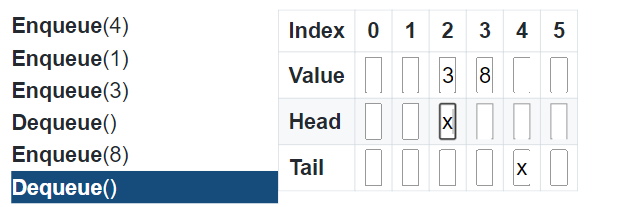 Enqueue(4)
Enqueue(1)
Enqueue(3)
Dequeue()
Enqueue(8)
Dequeue()
Index 0 1 2 3 4 5
Value 3 8
Head x
Tail x